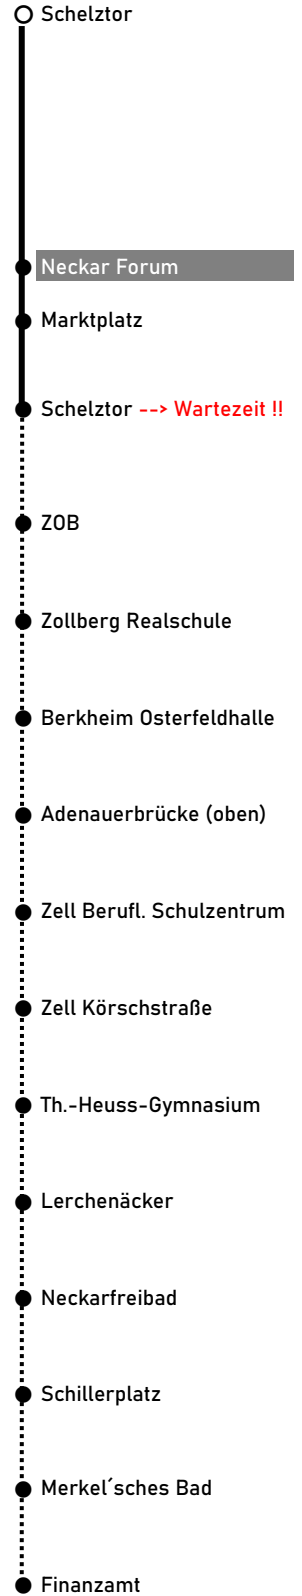 Schelztor
Neckar Forum
Marktplatz
Schelztor --> Wartezeit !!
ZOB
Zollberg Realschule
Berkheim Osterfeldhalle
Adenauerbrücke (oben)
Zell Berufl. Schulzentrum
Zell Körschstraße
Th.-Heuss-Gymnasium
Lerchenäcker
Neckarfreibad
Schillerplatz
Merkel´sches Bad
Finanzamt